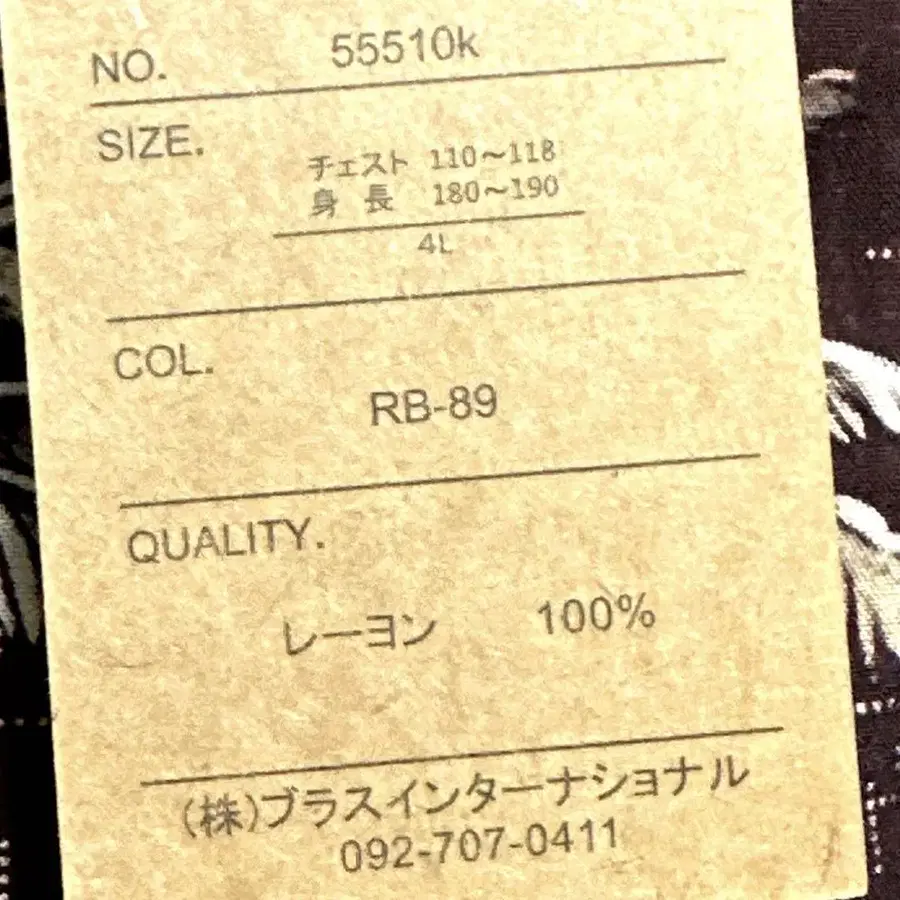 NO. 55510k
SIZE.
チェスト 110～118
身 長 180～190
4L
COL.
RB-89
QUALITY.
レーヨン 100%
(株)ブラスインターナショナル
092-707-0411